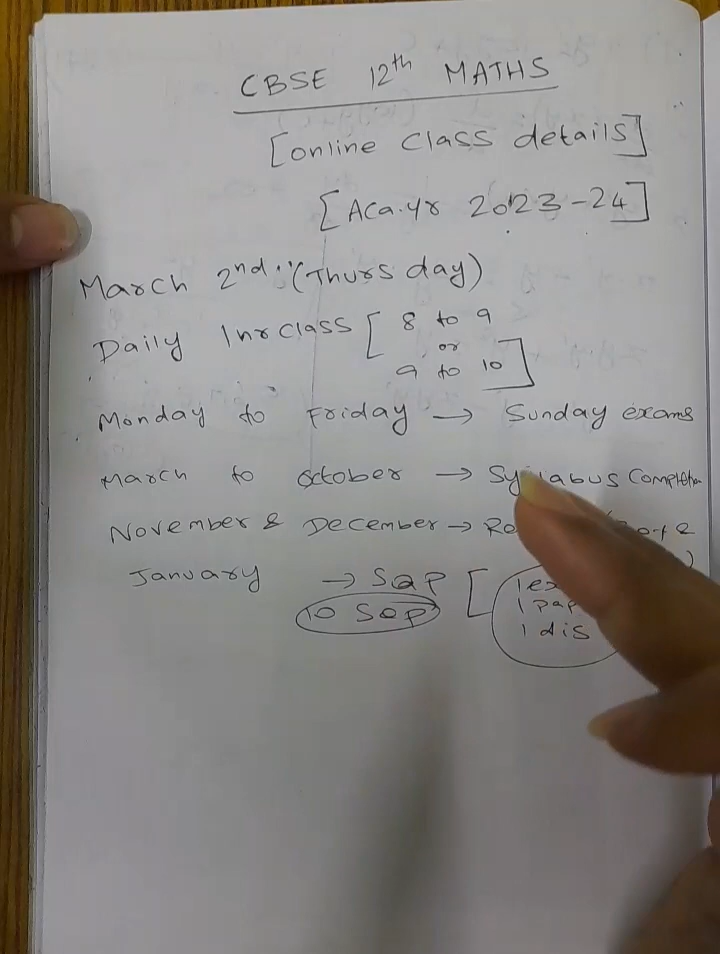 CBSE 12th MATHS
[online class details]
[Aca.yr 2023-24]
March 2nd. (Thursday)
Daily 1hr class [ 8 to 9
or
9 to 10 ]
Monday to Friday → Sunday exams
March to october → Syllabus Completion
November & December →
January → SQP
10 SQP
1 dis